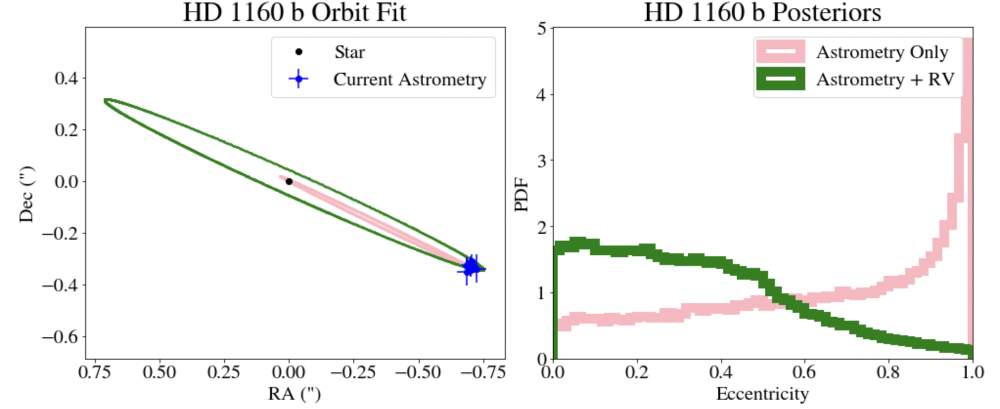 HD 1160 b Orbit Fit
Star
Current Astrometry
0.4
0.2
0.0
−0.2
−0.4
−0.6
Dec (")
0.75 0.50 0.25 0.00 −0.25 −0.50 −0.75
RA (")
HD 1160 b Posteriors
Astrometry Only
Astrometry + RV
5
4
3
2
1
0
PDF
0.0 0.2 0.4 0.6 0.8 1.0
Eccentricity